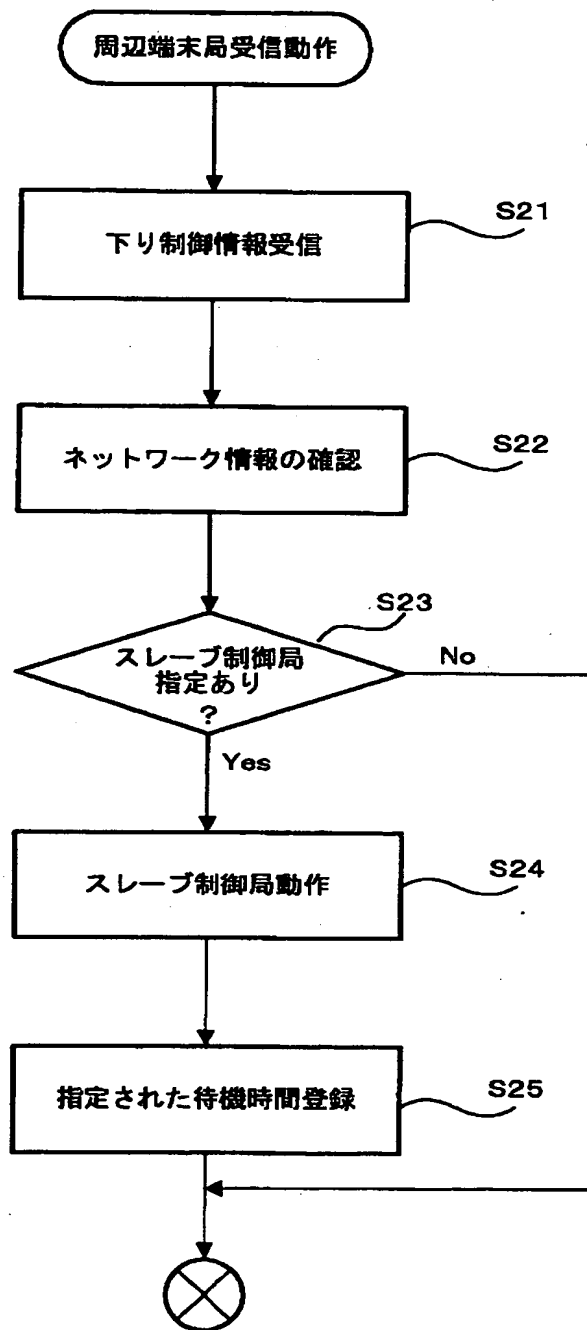 周辺端末局受信動作
S21
下り制御情報受信
S22
ネットワーク情報の確認
S23
スレーブ制御局
指定あり
?
No
Yes
S24
スレーブ制御局動作
S25
指定された待機時間登録